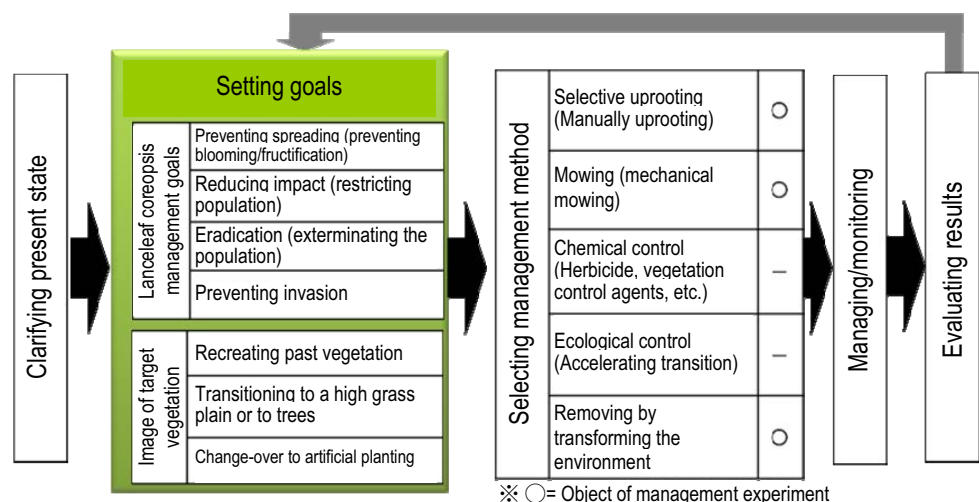 Clarifying present state
Setting goals
Lanceleaf coreopsis
management goals
Preventing spreading (preventing
blooming/fructification)
Reducing impact (restricting
population)
Eradication (exterminating the
population)
Preventing invasion
Image of target
vegetation
Recreating past vegetation
Transitioning to a high grass
plain or to trees
Change-over to artificial planting
Selecting management method
Selective uprooting
(Manually uprooting)
○
Mowing (mechanical
mowing)
○
Chemical control
(Herbicide, vegetation
control agents, etc.)
–
Ecological control
(Accelerating transition)
–
Removing by
transforming the
environment
○
※ ○= Object of management experiment
Managing/monitoring
Evaluating results